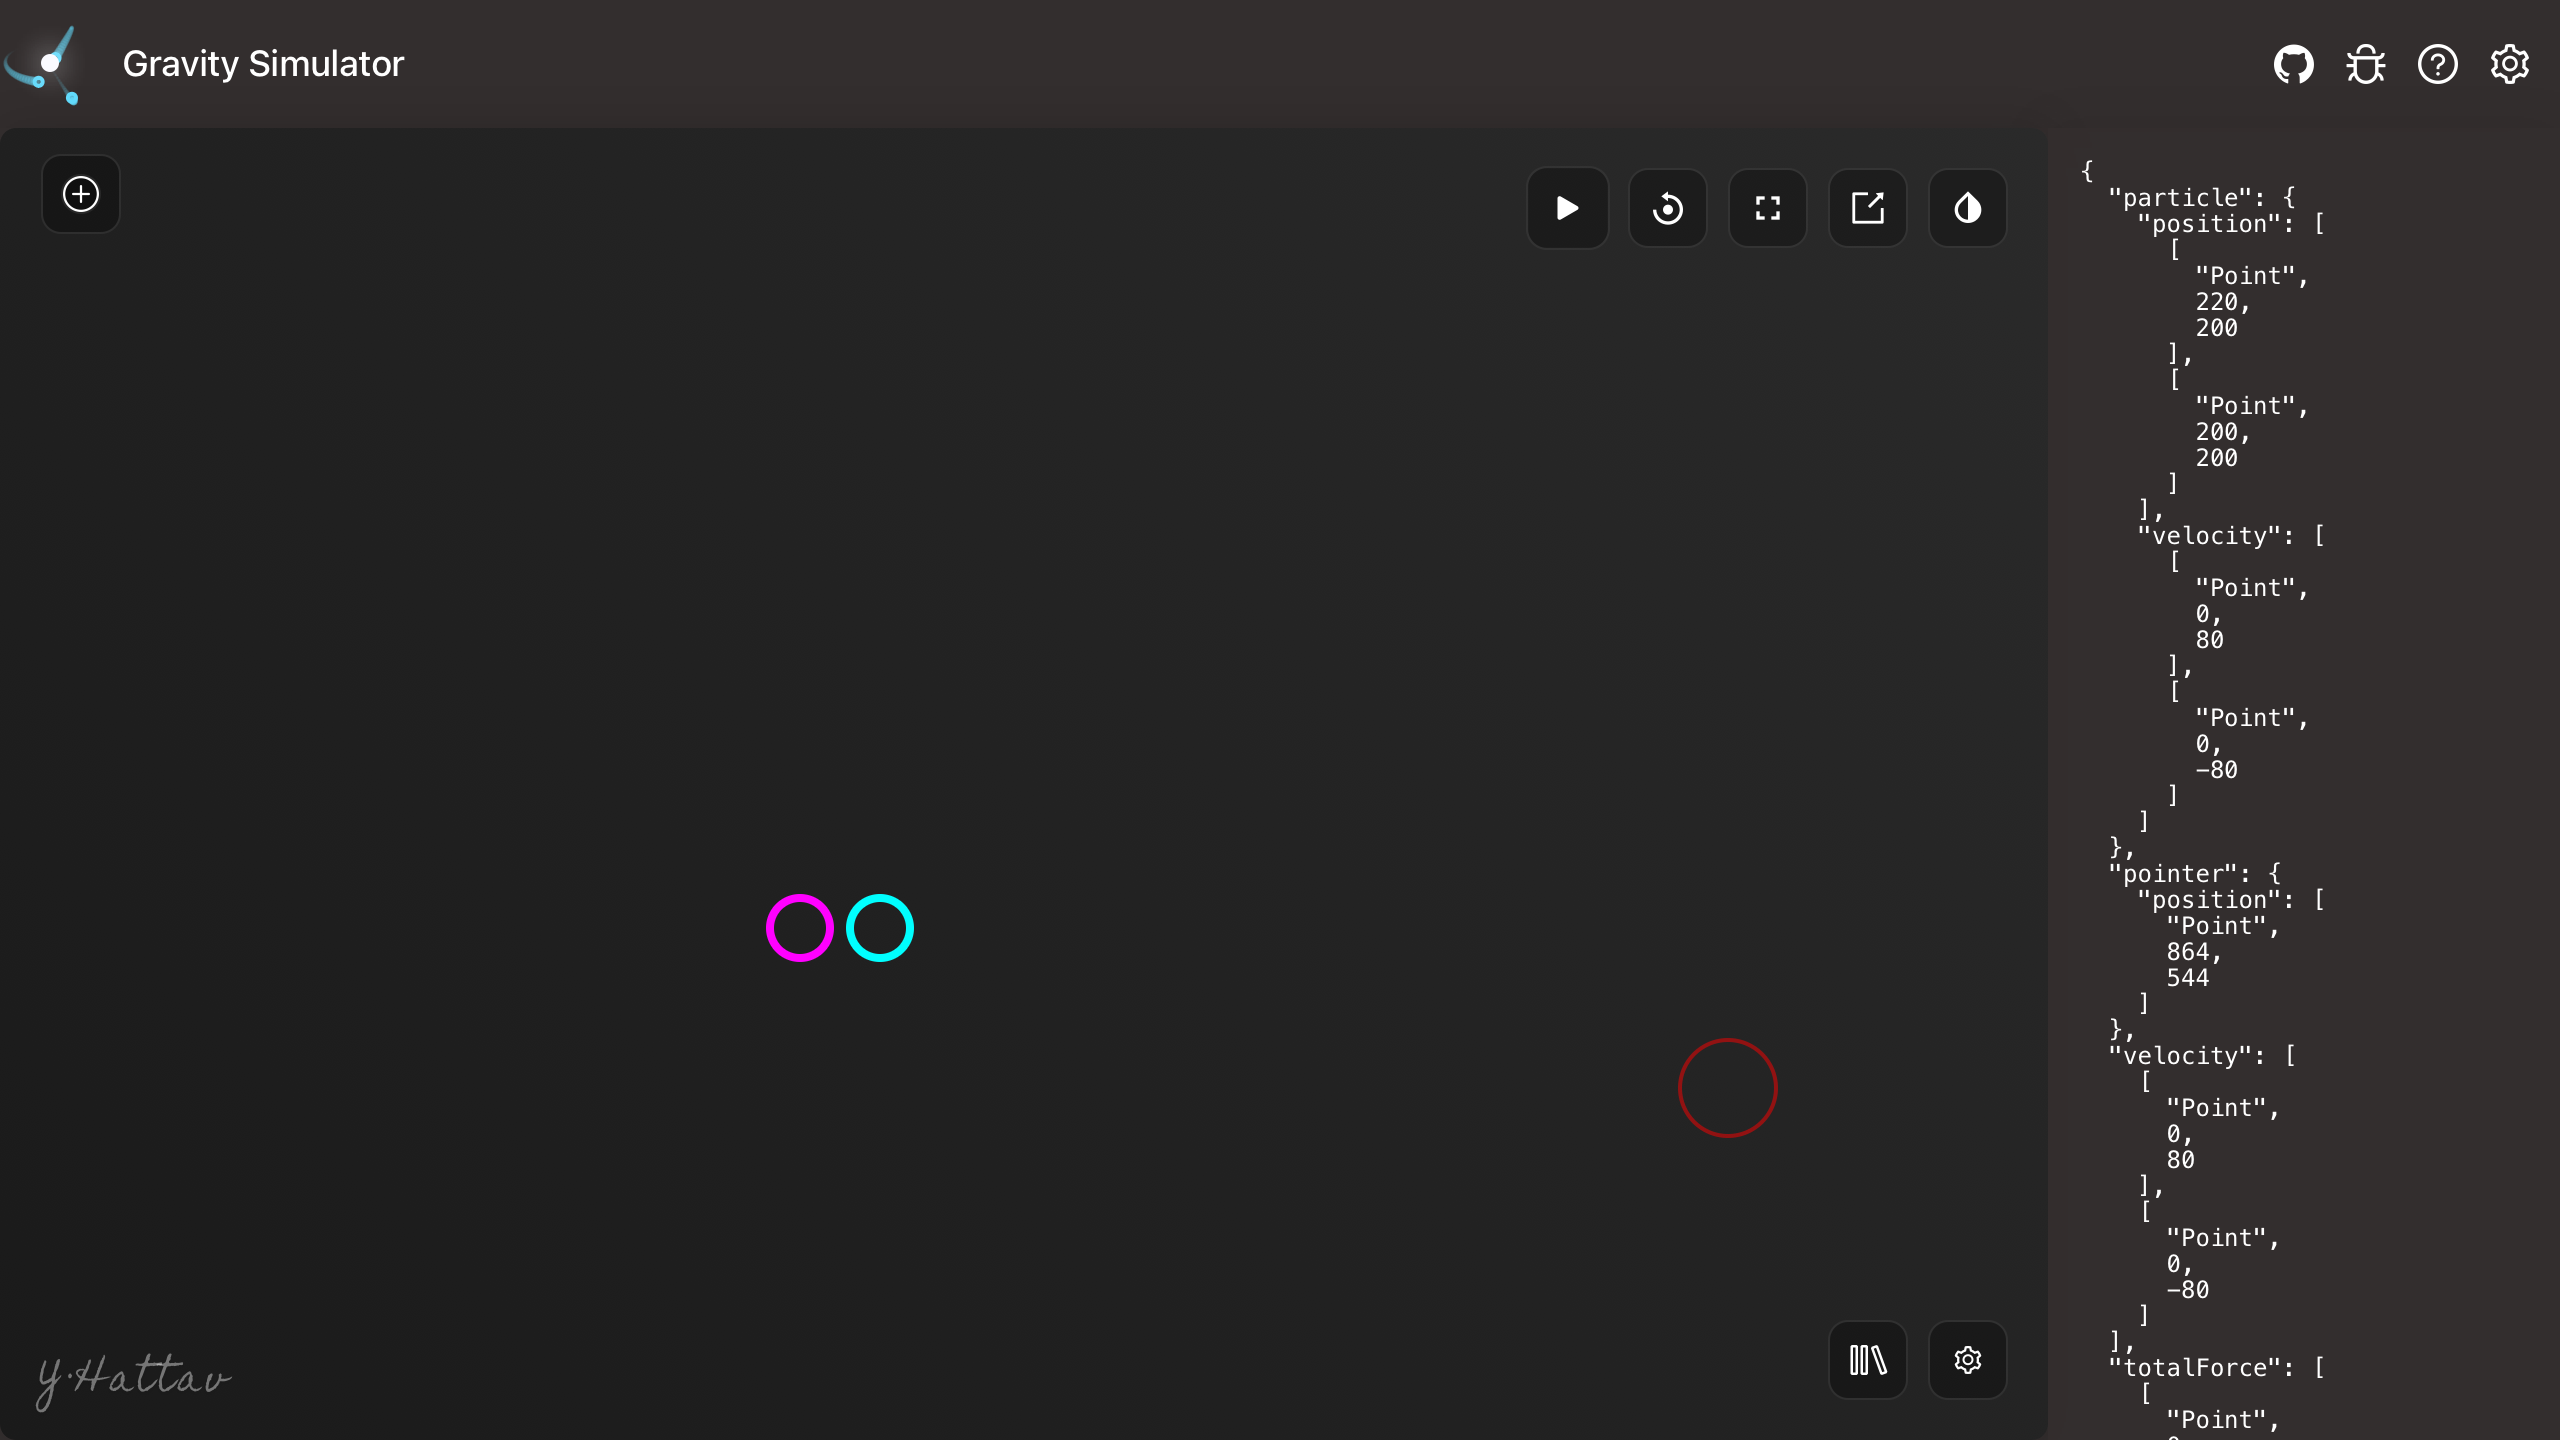 Gravity Simulator
{
"particle": {
"position": [
[
"Point",
220,
200
],
[
"Point",
200,
200
]
],
"velocity": [
[
"Point",
0,
80
],
[
"Point",
0,
-80
]
]
},
"pointer": {
"position": [
"Point",
864,
544
]
},
"velocity": [
[
"Point",
0,
80
],
[
"Point",
0,
-80
]
],
"totalForce": [
[
"Point",
Y·Hattav